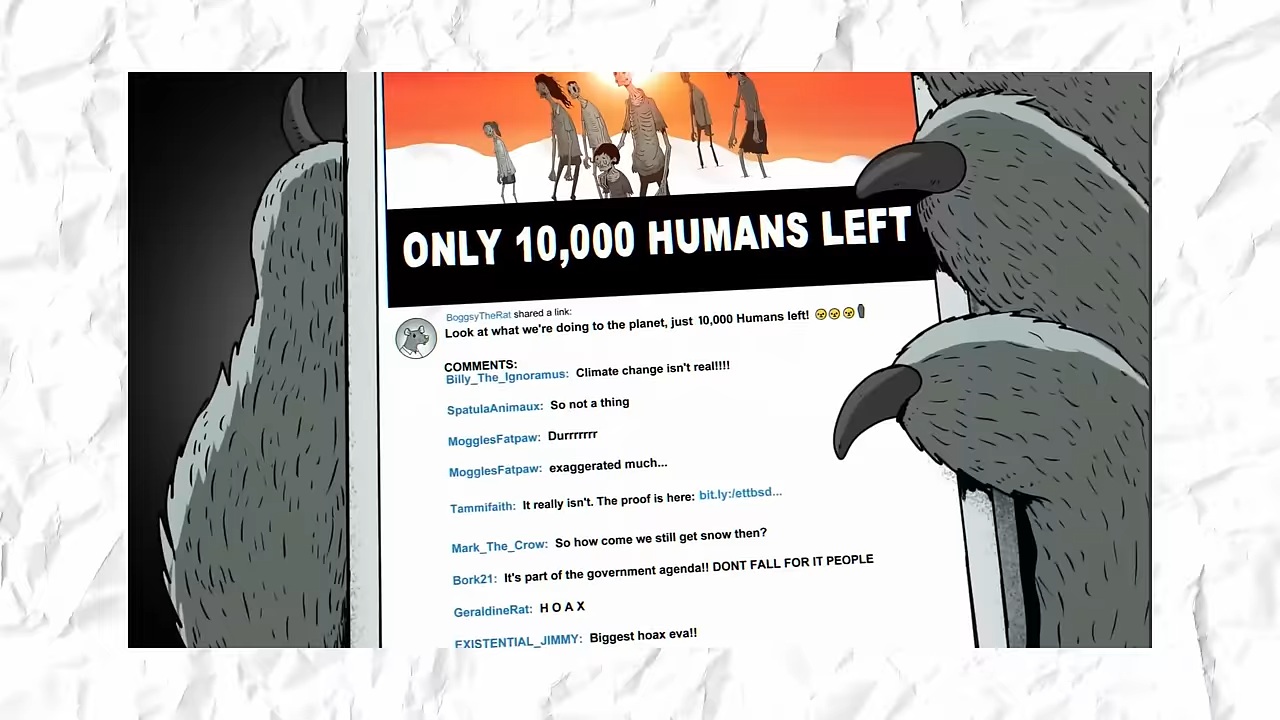 ONLY 10,000 HUMANS LEFT
BoggsyTheRat shared a link:
Look at what we're doing to the planet, just 10,000 Humans left!
COMMENTS:
Billy_The_Ignoramus: Climate change isn't real!!!!
SpatulaAnimaux: So not a thing
MogglesFatpaw: Durrrrrrr
MogglesFatpaw: exaggerated much...
Tammifaith: It really isn't. The proof is here: bit.ly:/ettbsd...
Mark_The_Crow: So how come we still get snow then?
Bork21: It's part of the government agenda!! DONT FALL FOR IT PEOPLE
GeraldineRat: H O A X
EXISTENTIAL_JIMMY: Biggest hoax eva!!